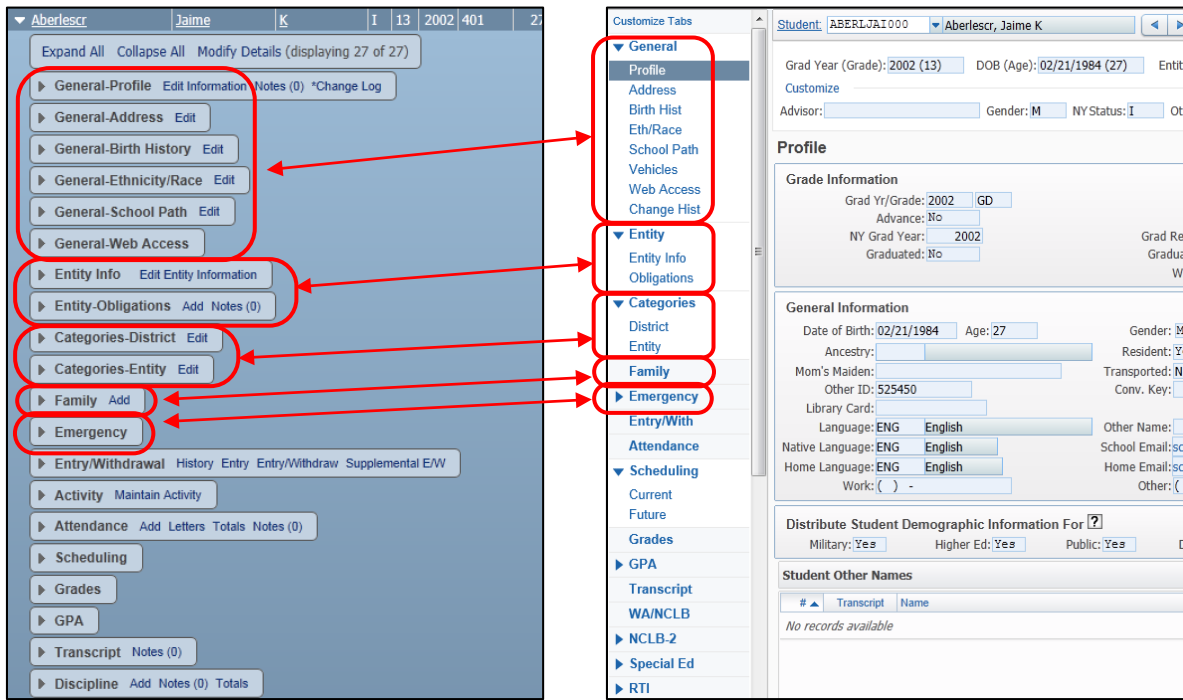 Aberlescr Jaime K I 13 2002 401 27
Expand All Collapse All Modify Details (displaying 27 of 27)
General-Profile Edit Information Notes (0) *Change Log
General-Address Edit
General-Birth History Edit
General-Ethnicity/Race Edit
General-School Path Edit
General-Web Access
Entity Info Edit Entity Information
Entity-Obligations Add Notes (0)
Categories-District Edit
Categories-Entity Edit
Family Add
Emergency
Entry/Withdrawal History Entry Entry/Withdraw Supplemental E/W
Activity Maintain Activity
Attendance Add Letters Totals Notes (0)
Scheduling
Grades
GPA
Transcript Notes (0)
Discipline Add Notes (0) Totals
Customize Tabs
General
Profile
Address
Birth Hist
Eth/Race
School Path
Vehicles
Web Access
Change Hist
Entity
Entity Info
Obligations
Categories
District
Entity
Family
Emergency
Entry/With
Attendance
Scheduling
Current
Future
Grades
GPA
Transcript
WA/NCLB
NCLB-2
Special Ed
RTI
Student: ABERLJAI000 Aberlescr, Jaime K
Grad Year (Grade): 2002 (13) DOB (Age): 02/21/1984 (27) Entit
Customize
Advisor: Gender: M NY Status: I Ot
Profile
Grade Information
Grad Yr/Grade: 2002 GD
Advance: No
NY Grad Year: 2002 Grad Re
Graduated: No Gradua
W
General Information
Date of Birth: 02/21/1984 Age: 27 Gender: M
Ancestry: Resident: Y
Mom's Maiden: Transported: N
Other ID: 525450 Conv. Key:
Library Card:
Language: ENG English Other Name:
Native Language: ENG English School Email: sc
Home Language: ENG English Home Email: sc
Work: ( ) - Other: (
Distribute Student Demographic Information For ?
Military: Yes Higher Ed: Yes Public: Yes D
Student Other Names
# Transcript Name
No records available